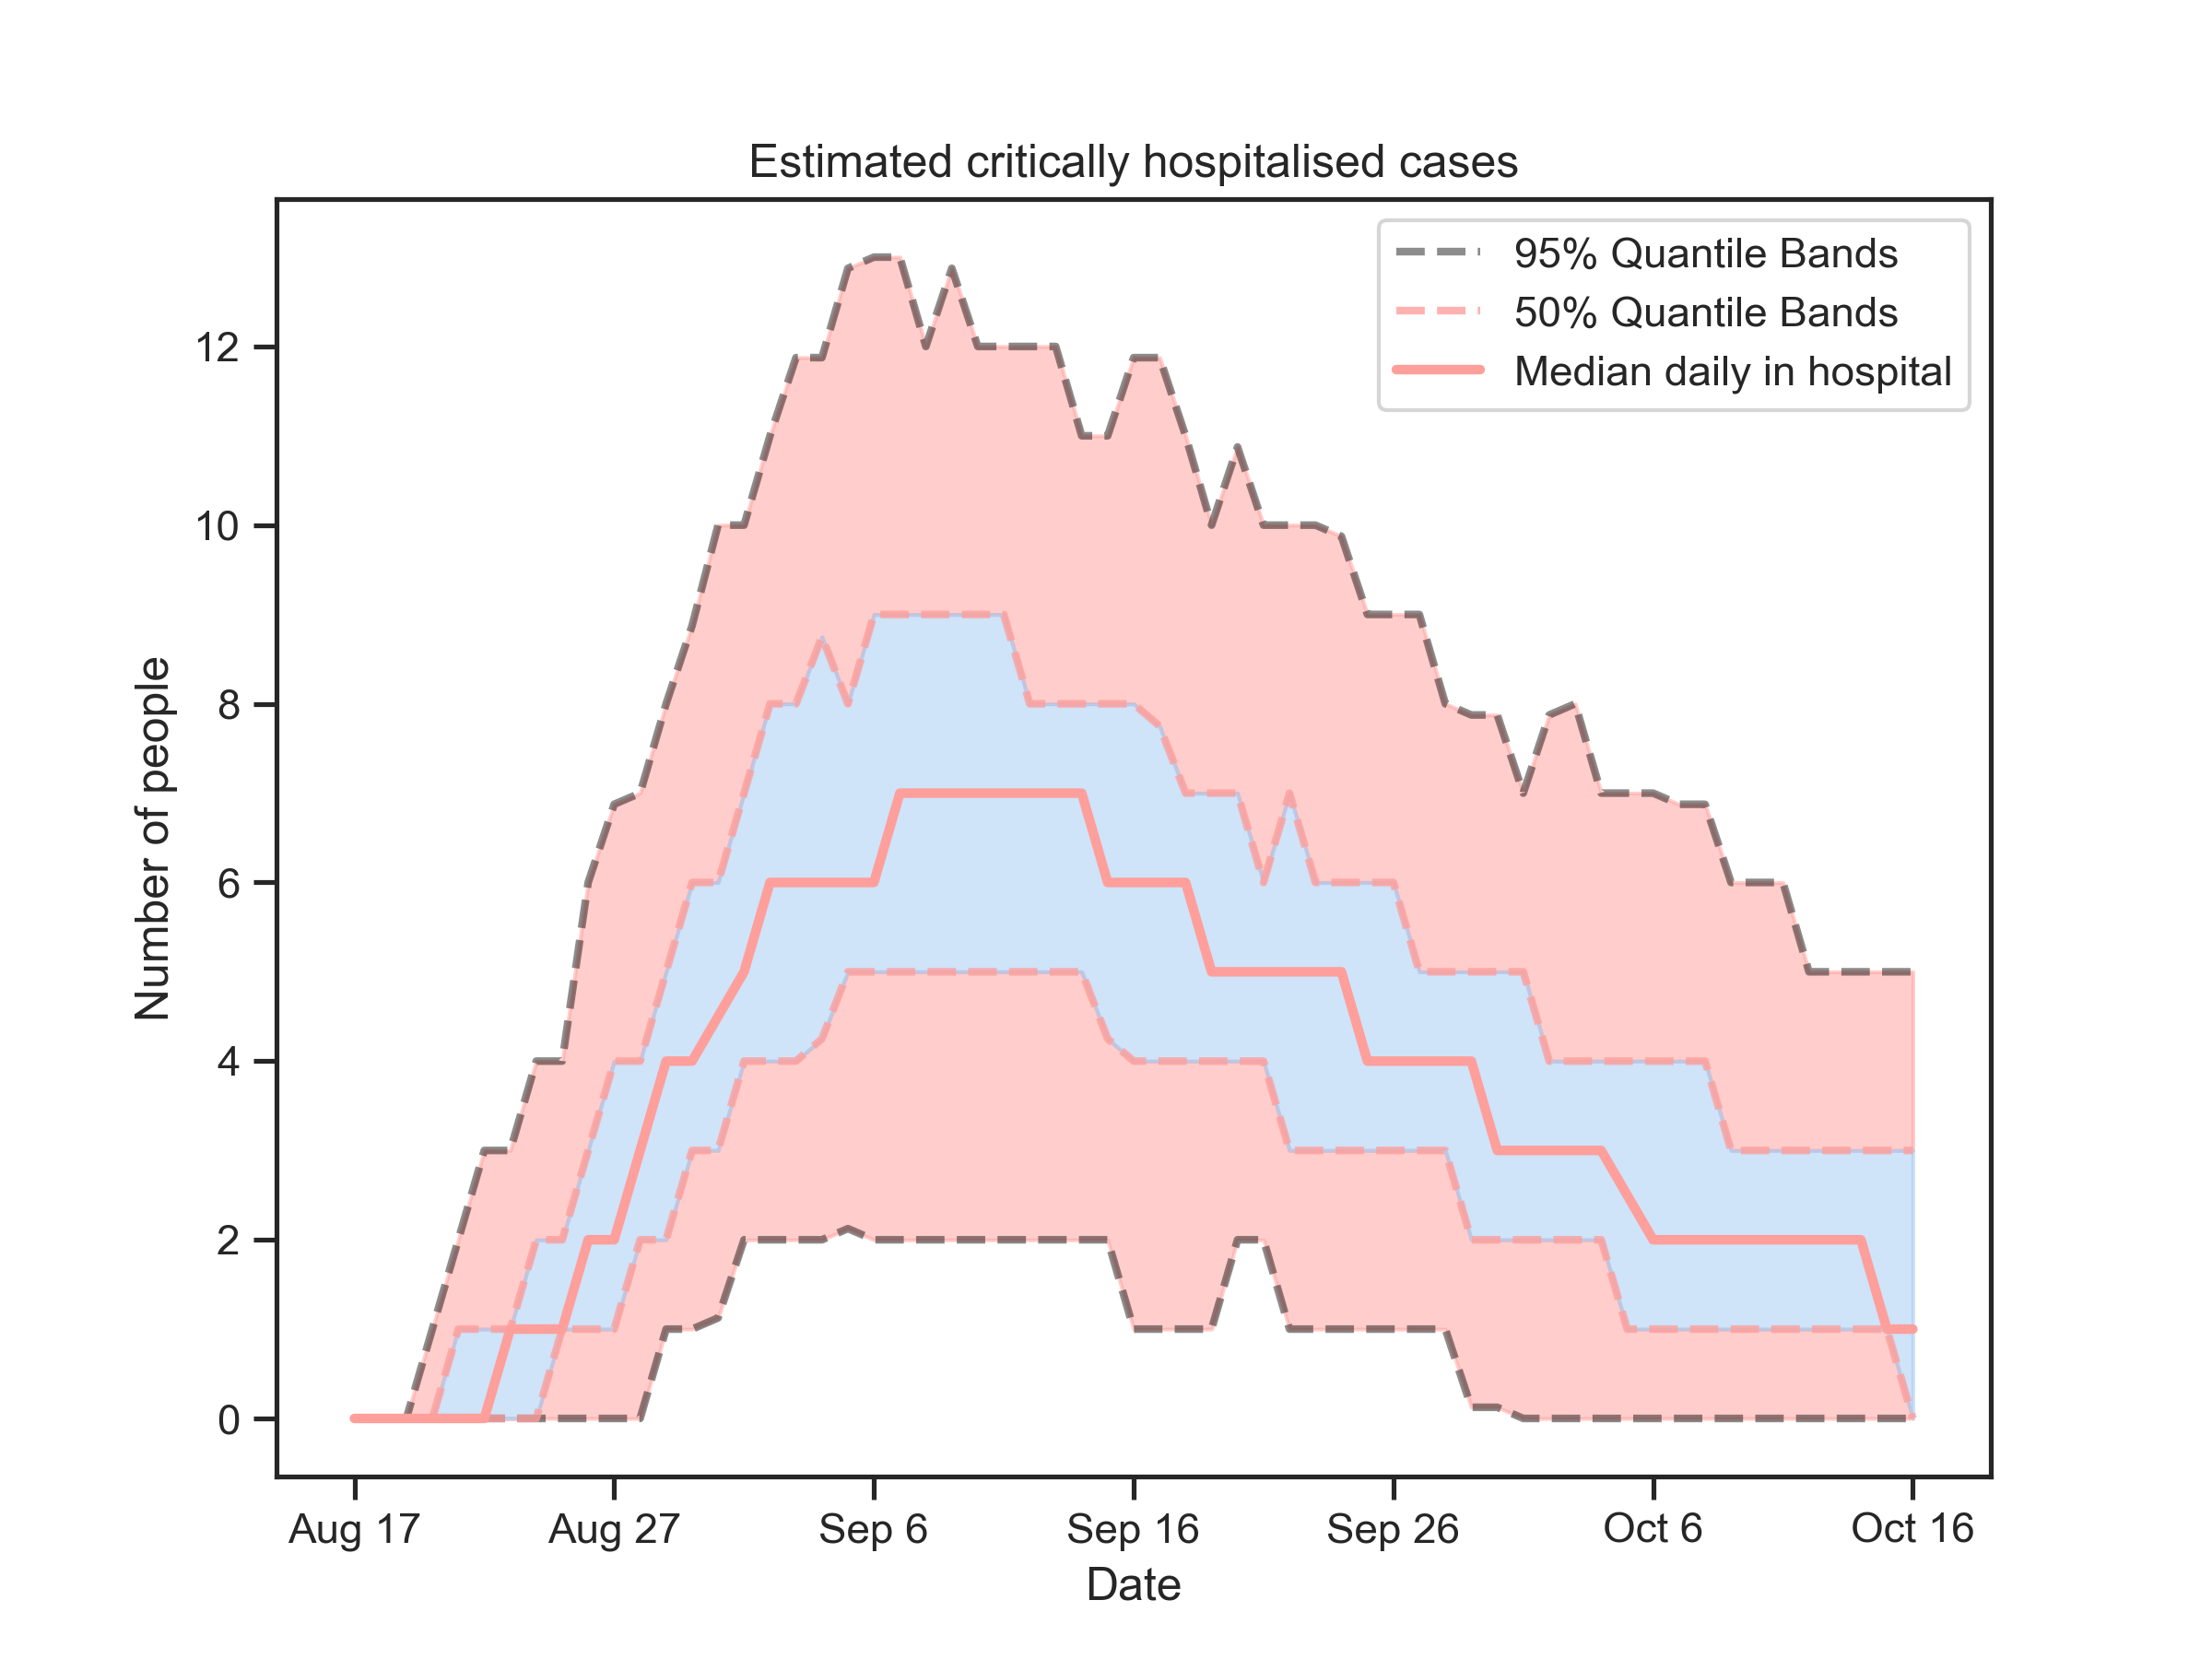 Estimated critically hospitalised cases
95% Quantile Bands
50% Quantile Bands
Median daily in hospital
Number of people
12
10
8
6
4
2
0
Aug 17 Aug 27 Sep 6 Sep 16 Sep 26 Oct 6 Oct 16
Date